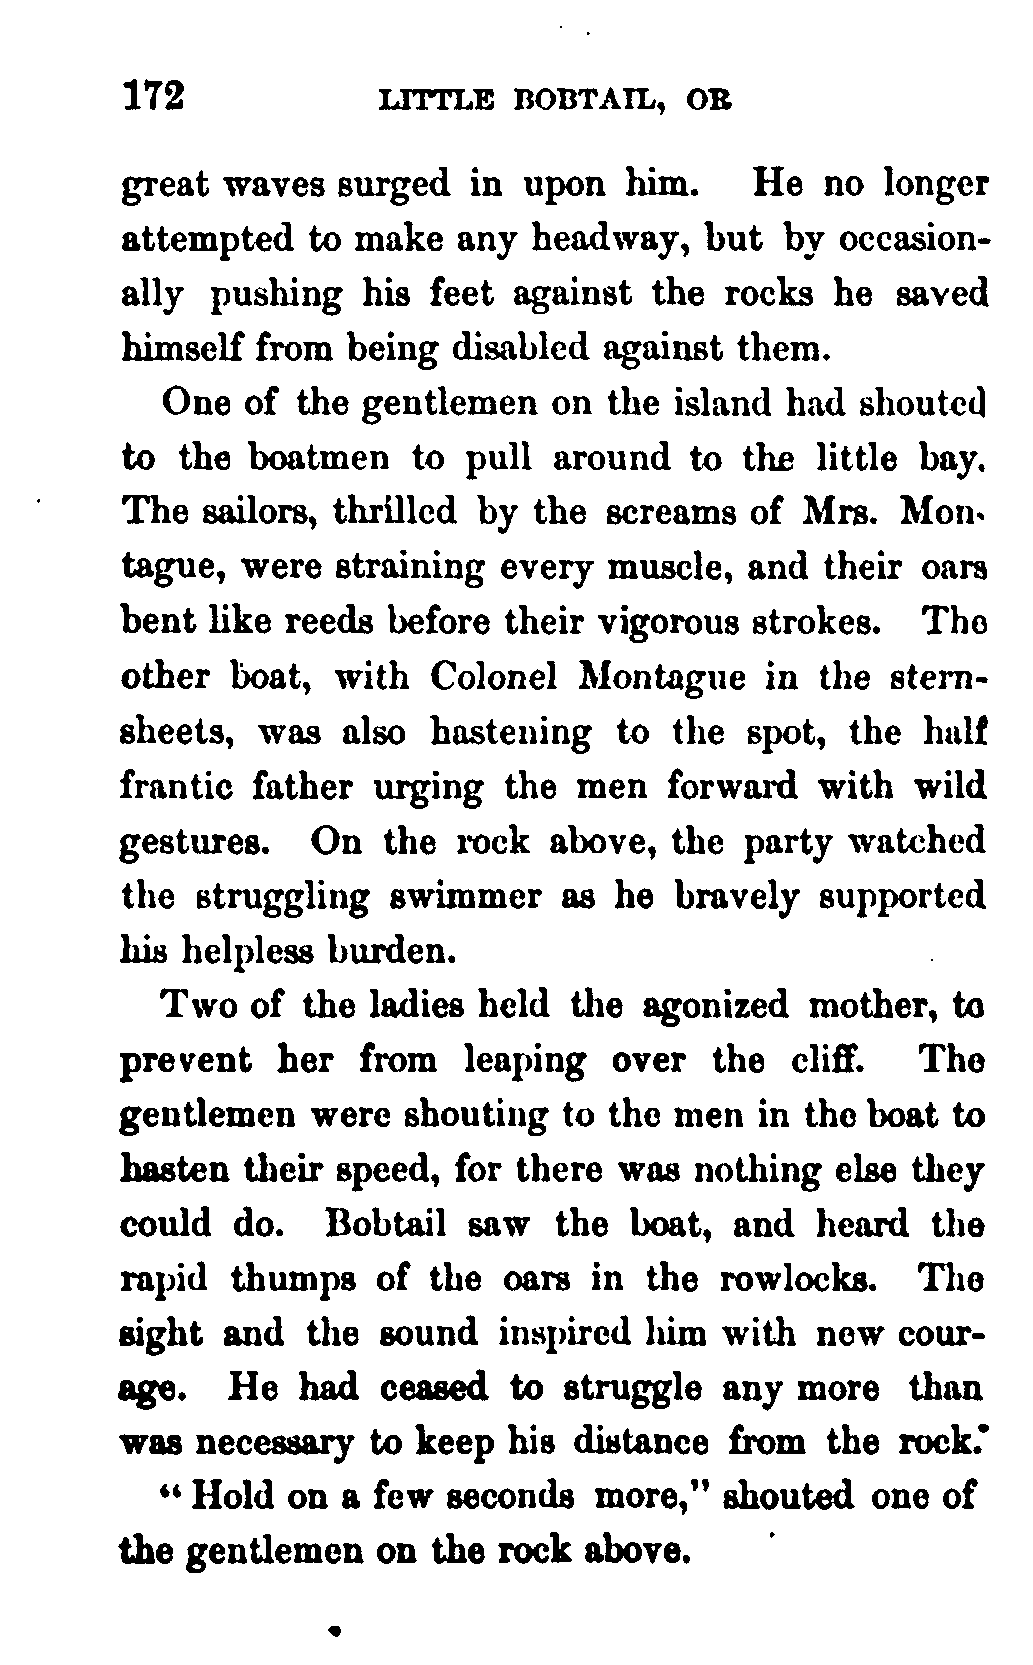 172 LITTLE BOBTAIL, OR
great waves surged in upon him. He no longer
attempted to make any headway, but by occasion-
ally pushing his feet against the rocks he saved
himself from being disabled against them.
One of the gentlemen on the island had shouted
to the boatmen to pull around to the little bay.
The sailors, thrilled by the screams of Mrs. Mon-
tague, were straining every muscle, and their oars
bent like reeds before their vigorous strokes. The
other boat, with Colonel Montague in the stern-
sheets, was also hastening to the spot, the half
frantic father urging the men forward with wild
gestures. On the rock above, the party watched
the struggling swimmer as he bravely supported
his helpless burden.
Two of the ladies held the agonized mother, to
prevent her from leaping over the cliff. The
gentlemen were shouting to the men in the boat to
hasten their speed, for there was nothing else they
could do. Bobtail saw the boat, and heard the
rapid thumps of the oars in the rowlocks. The
sight and the sound inspired him with new cour-
age. He had ceased to struggle any more than
was necessary to keep his distance from the rock.
"Hold on a few seconds more," shouted one of
the gentlemen on the rock above.